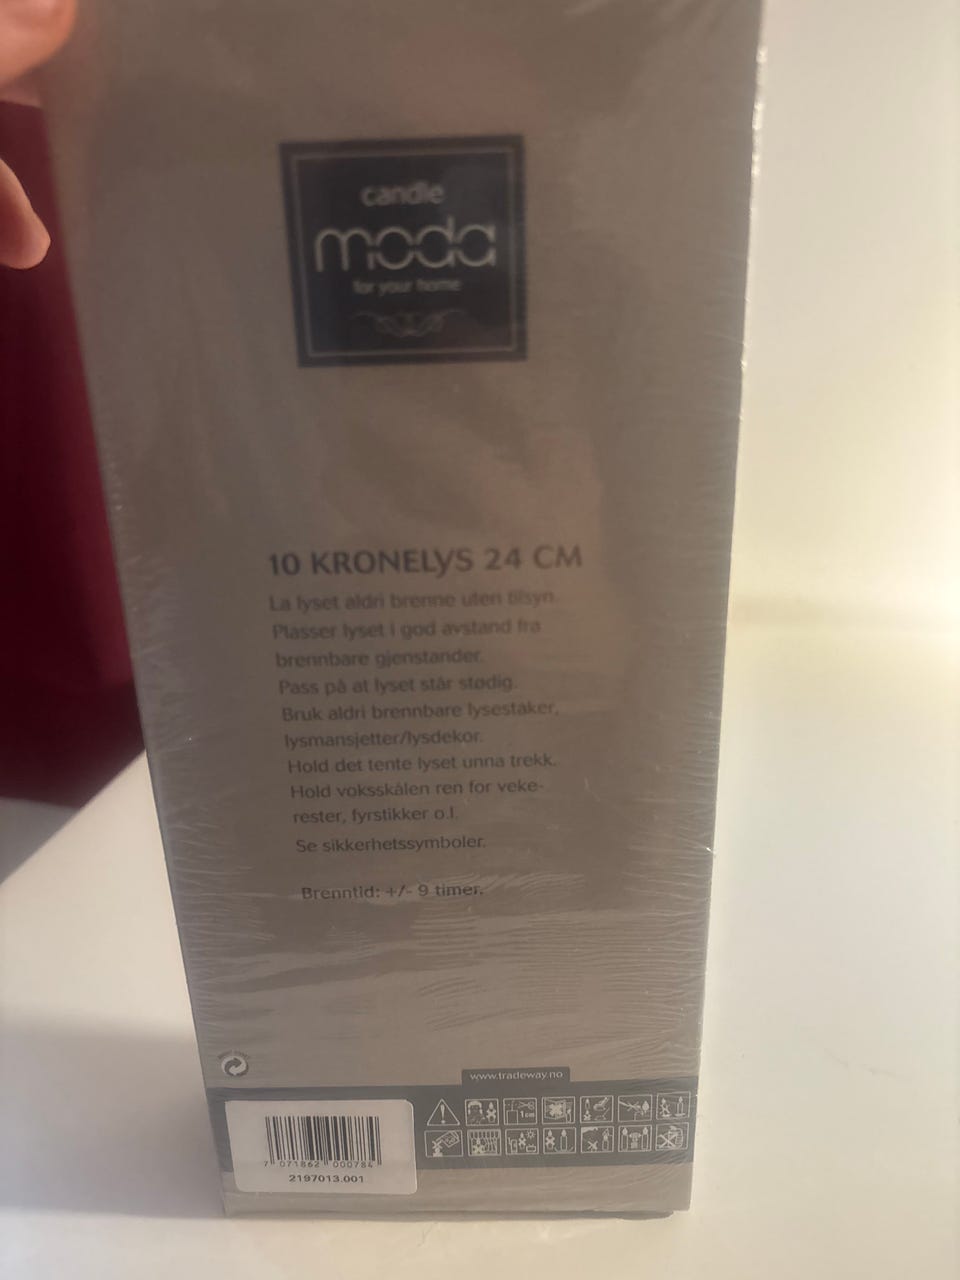 candle
moda
for your home
10 KRONELYS 24 CM
La lyset aldri brenne uten tilsyn.
Plasser lyset i god avstand fra
brennbare gjenstander.
Pass på at lyset står stødig.
Bruk aldri brennbare lysestaker,
lysmansjetter/lysdekor.
Hold det tente lyset unna trekk.
Hold voksskålen ren for veke-
rester, fyrstikker o.l.
Se sikkerhetssymboler.
Brenntid: +/- 9 timer.
www.tradeway.no
1cm
7 071862 000784
2197013.001